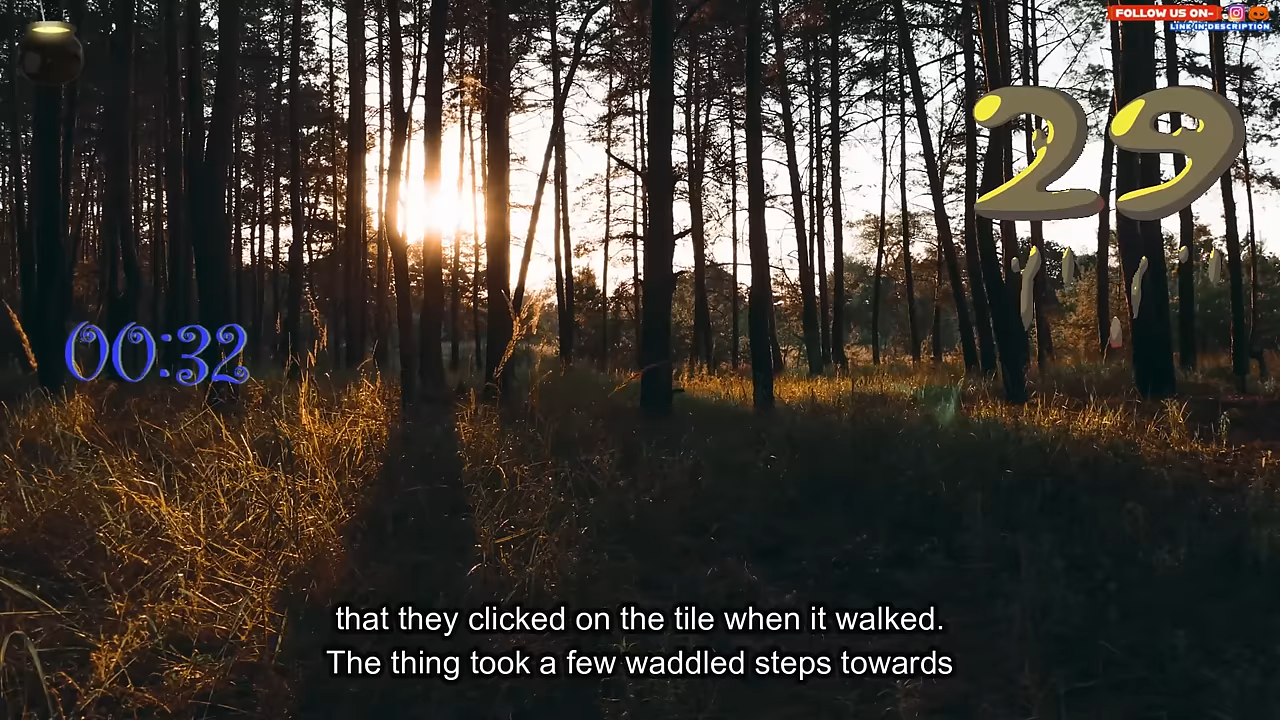 FOLLOW US ON-
LINK IN DESCRIPTION
29
00:32
that they clicked on the tile when it walked.
The thing took a few waddled steps towards